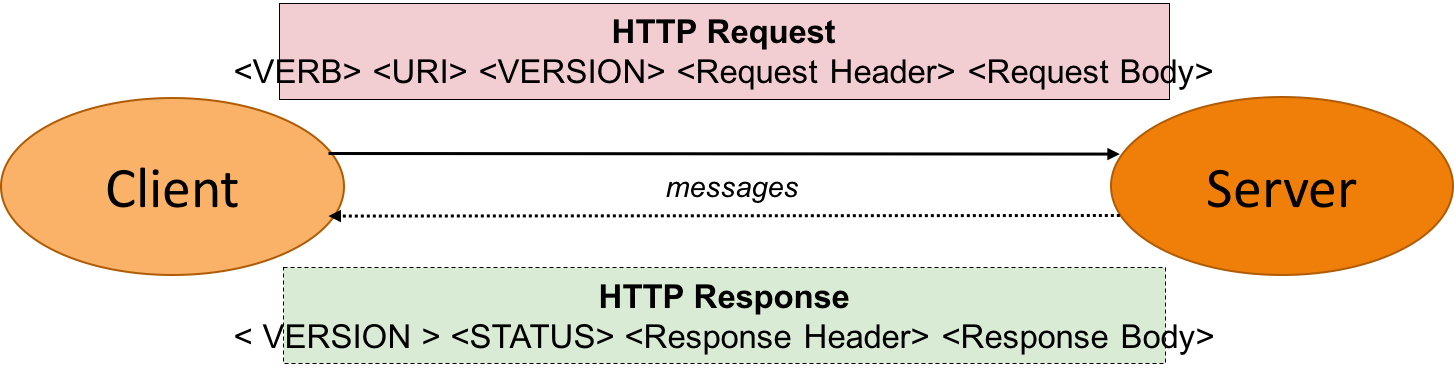 HTTP Request
<VERB> <URI> <VERSION> <Request Header> <Request Body>
Client
messages
Server
HTTP Response
< VERSION > <STATUS> <Response Header> <Response Body>